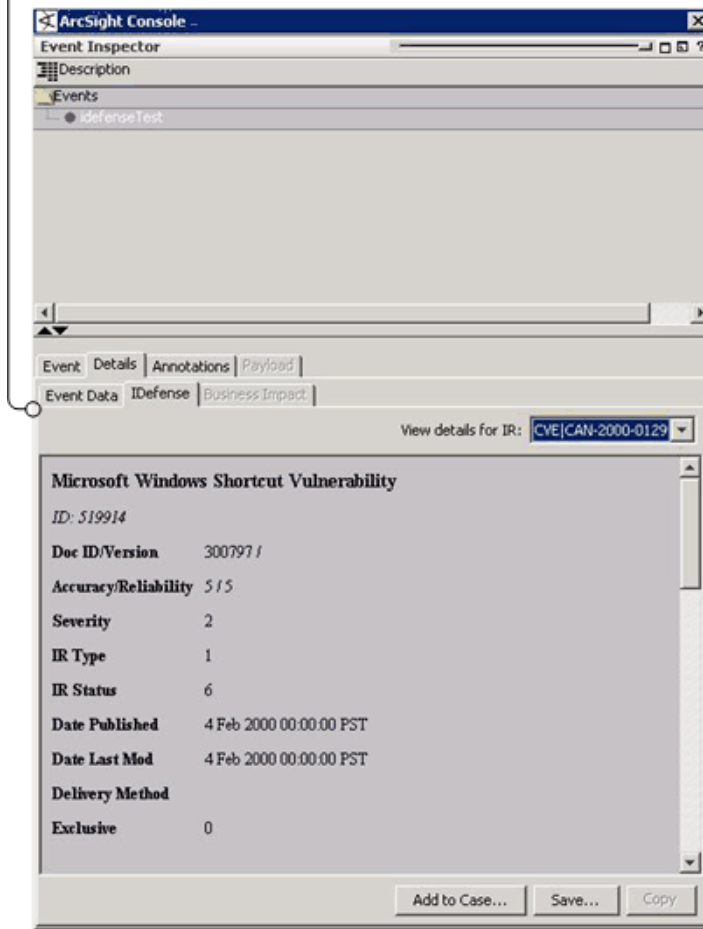 ArcSight Console -
Event Inspector
Description
Events
idefenseTest
Event Details Annotations Payload
Event Data IDefense Business Impact
View details for IR: CVE|CAN-2000-0129
Microsoft Windows Shortcut Vulnerability
ID: 519914
Doc ID/Version 300797 /
Accuracy/Reliability 5 / 5
Severity 2
IR Type 1
IR Status 6
Date Published 4 Feb 2000 00:00:00 PST
Date Last Mod 4 Feb 2000 00:00:00 PST
Delivery Method
Exclusive 0
Add to Case... Save... Copy